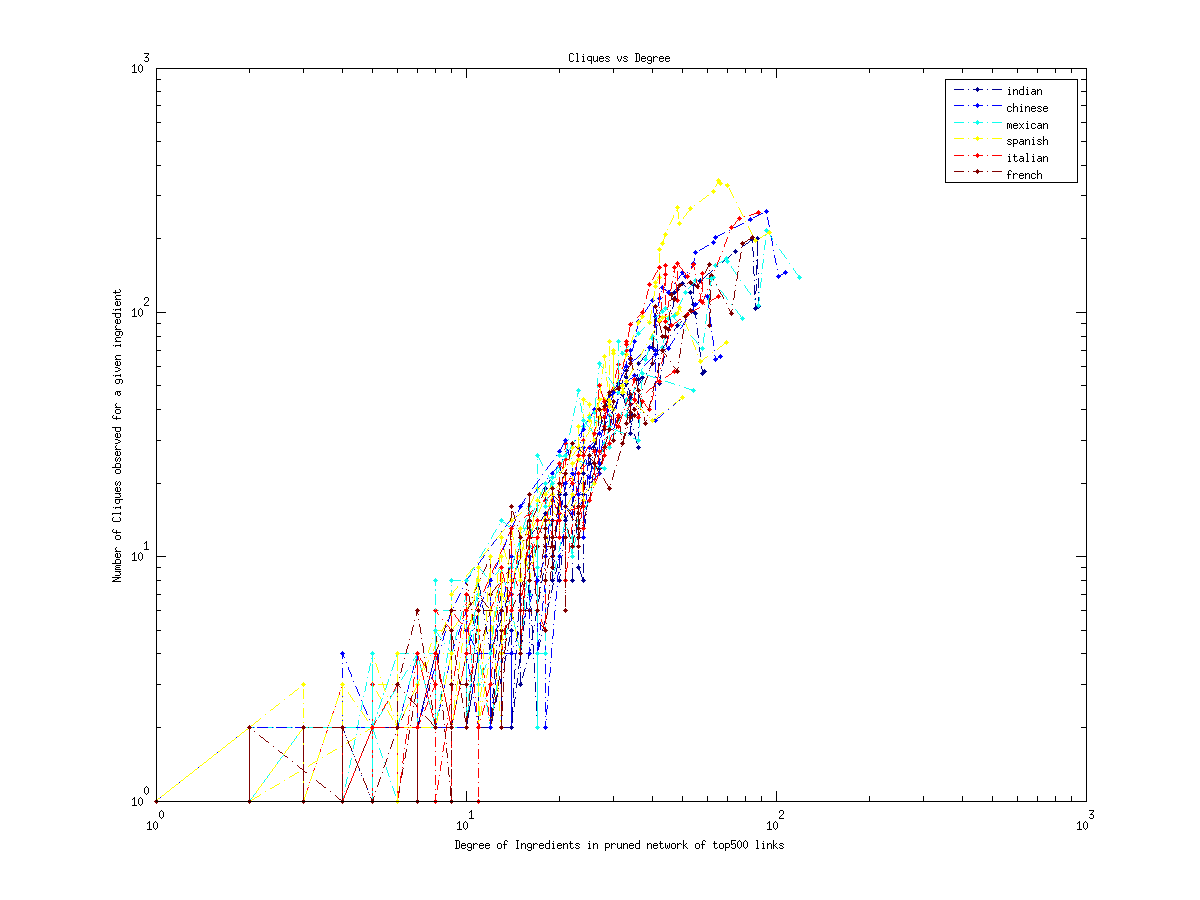 Cliques vs Degree
10^3
10^2
10^1
10^0
Number of Cliques observed for a given ingredient
indian
chinese
mexican
spanish
italian
french
10^0 10^1 10^2 10^3
Degree of Ingredients in pruned network of top500 links